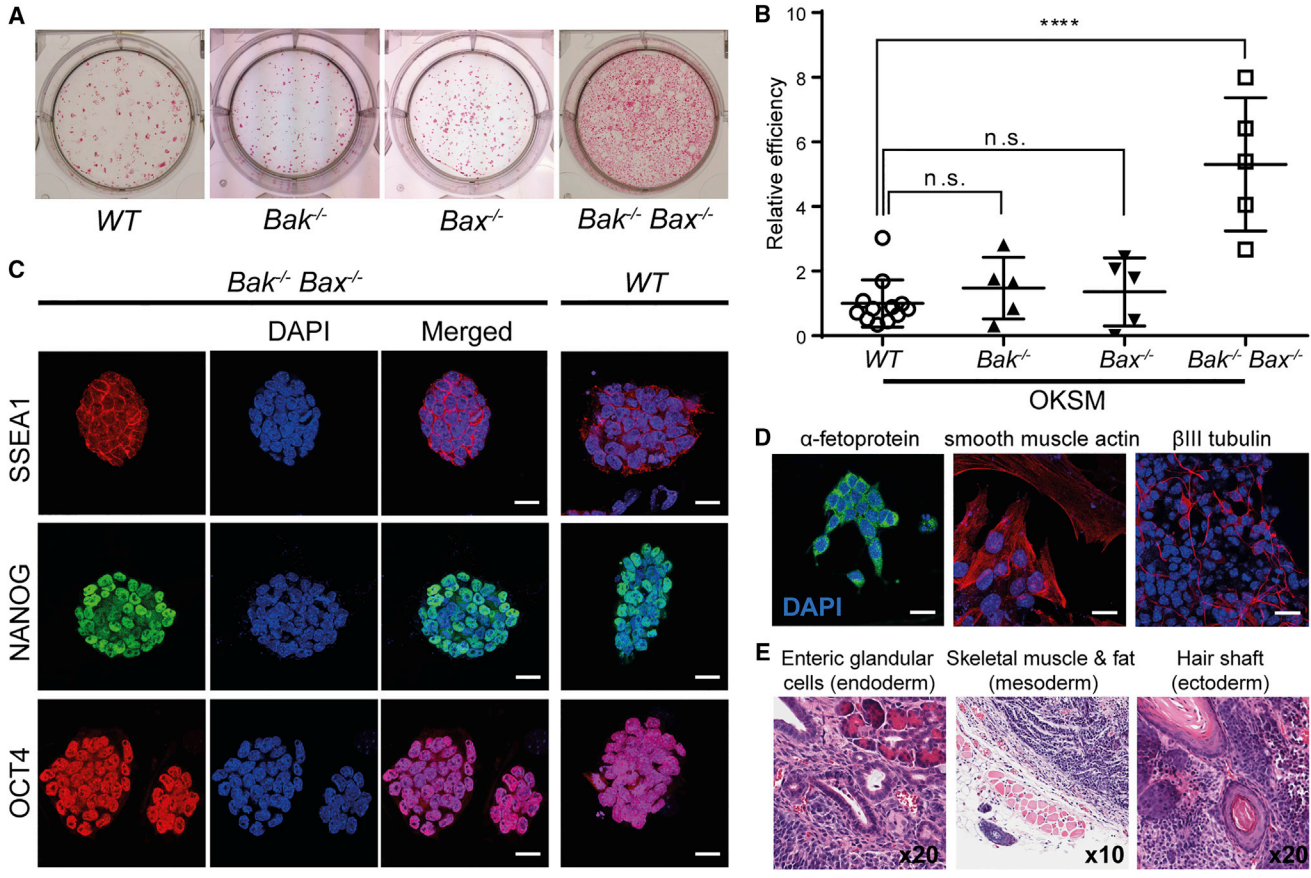 A
WT
Bak-/-
Bax-/-
Bak-/- Bax-/-
B
Relative efficiency
10
8
6
4
2
0
****
n.s.
n.s.
WT
Bak-/-
Bax-/-
Bak-/- Bax-/-
OKSM
C
Bak-/- Bax-/-
WT
DAPI
Merged
SSEA1
NANOG
OCT4
D
α-fetoprotein
smooth muscle actin
βIII tubulin
DAPI
E
Enteric glandular
cells (endoderm)
Skeletal muscle & fat
(mesoderm)
Hair shaft
(ectoderm)
x20
x10
x20